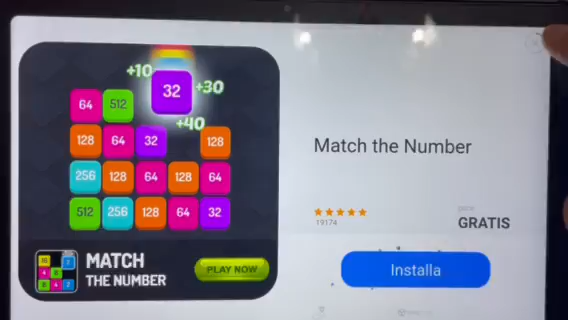 +10
32
+30
+40
64 512
128 64 32 128
256 128 64 128 64
512 256 128 64 32
MATCH
THE NUMBER
PLAY NOW
Match the Number
19174
GRATIS
Installa